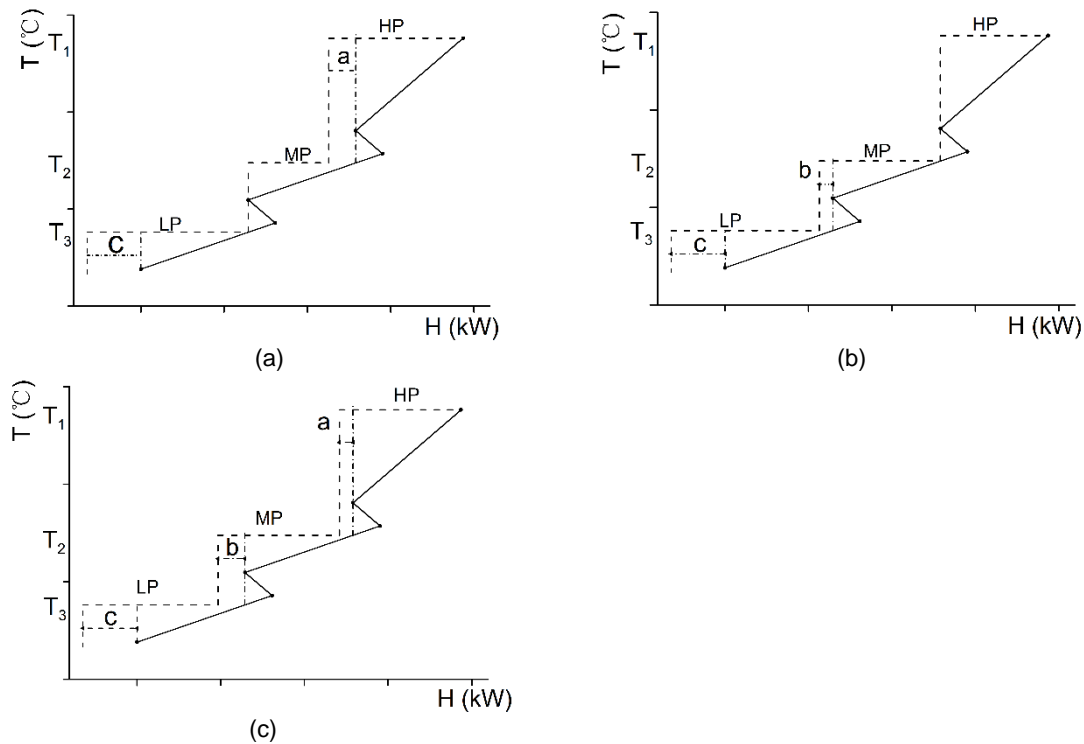 T (℃)
T1
HP
a
T2
MP
T3
LP
c
H (kW)
(a)
T (℃)
T1
HP
T2
MP
b
T3
LP
c
H (kW)
(b)
T (℃)
T1
HP
a
T2
MP
b
T3
LP
c
H (kW)
(c)